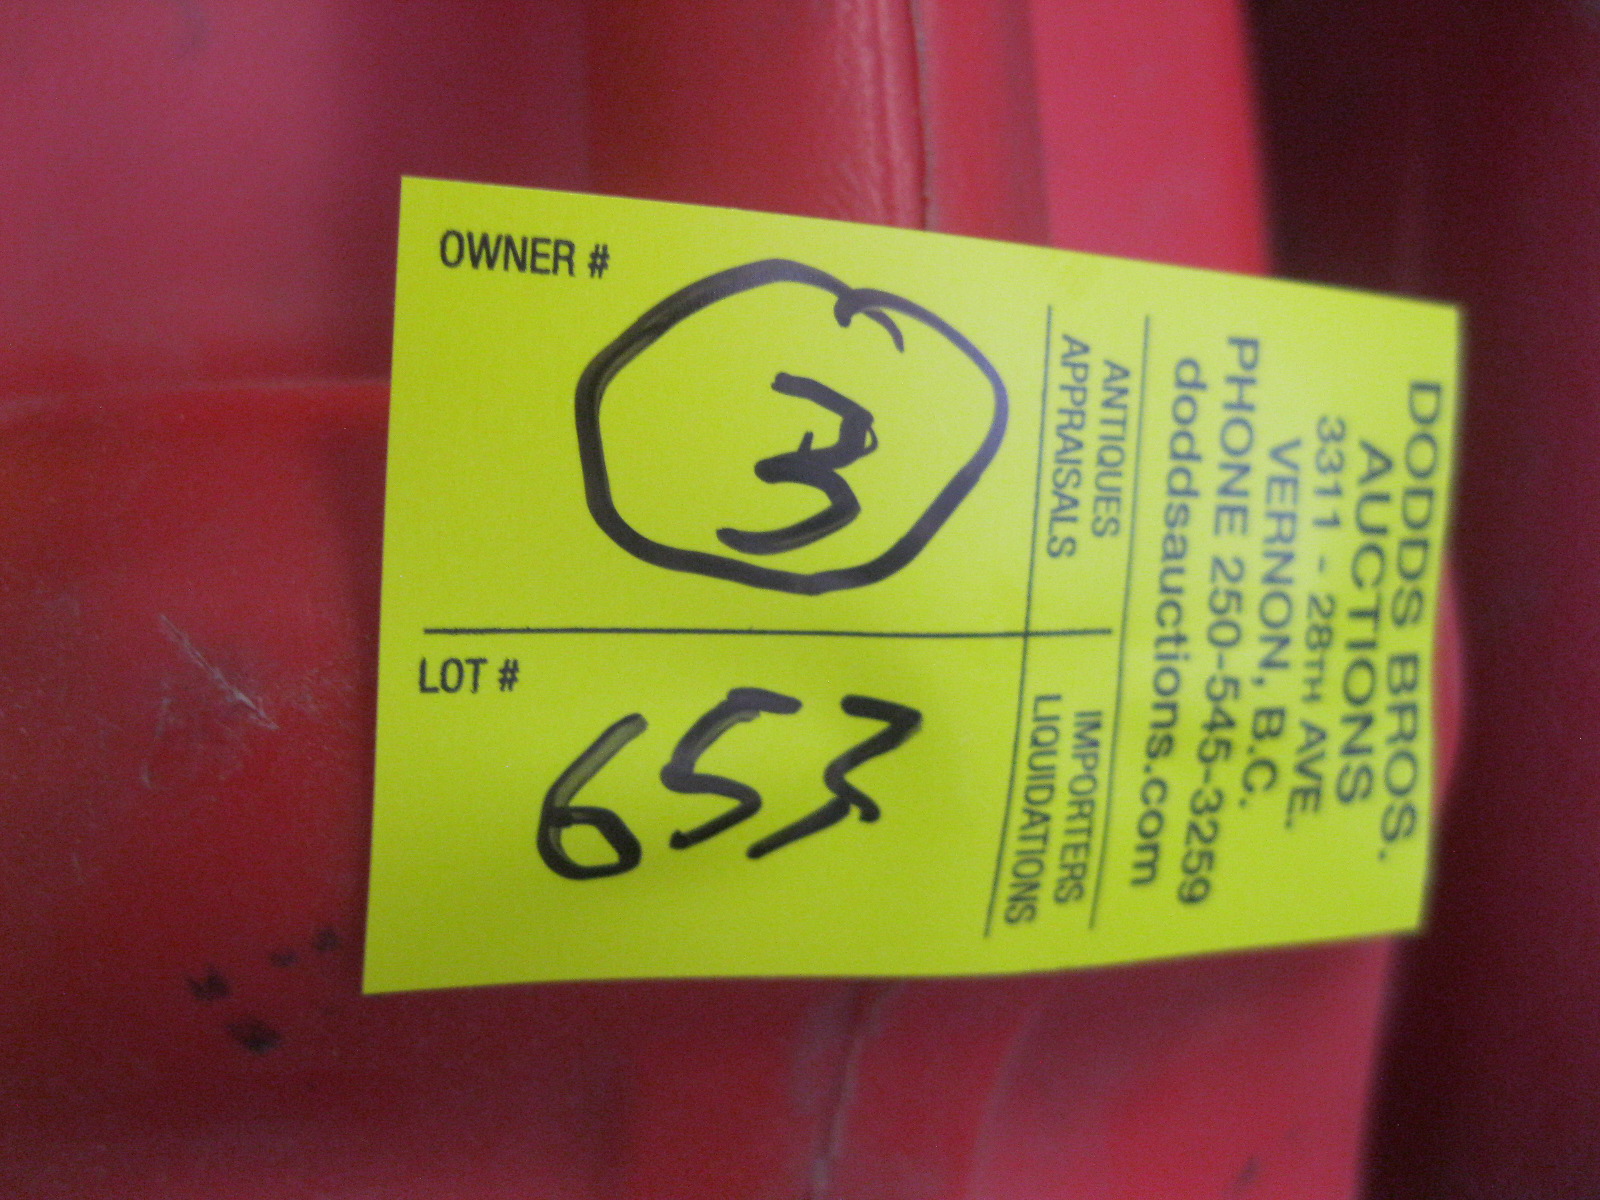 DODDS BROS.
AUCTIONS
3311 - 28TH AVE.
VERNON, B.C.
PHONE 250-545-3259
doddsauctions.com
ANTIQUES
APPRAISALS
IMPORTERS
LIQUIDATIONS
OWNER #
3
LOT #
653